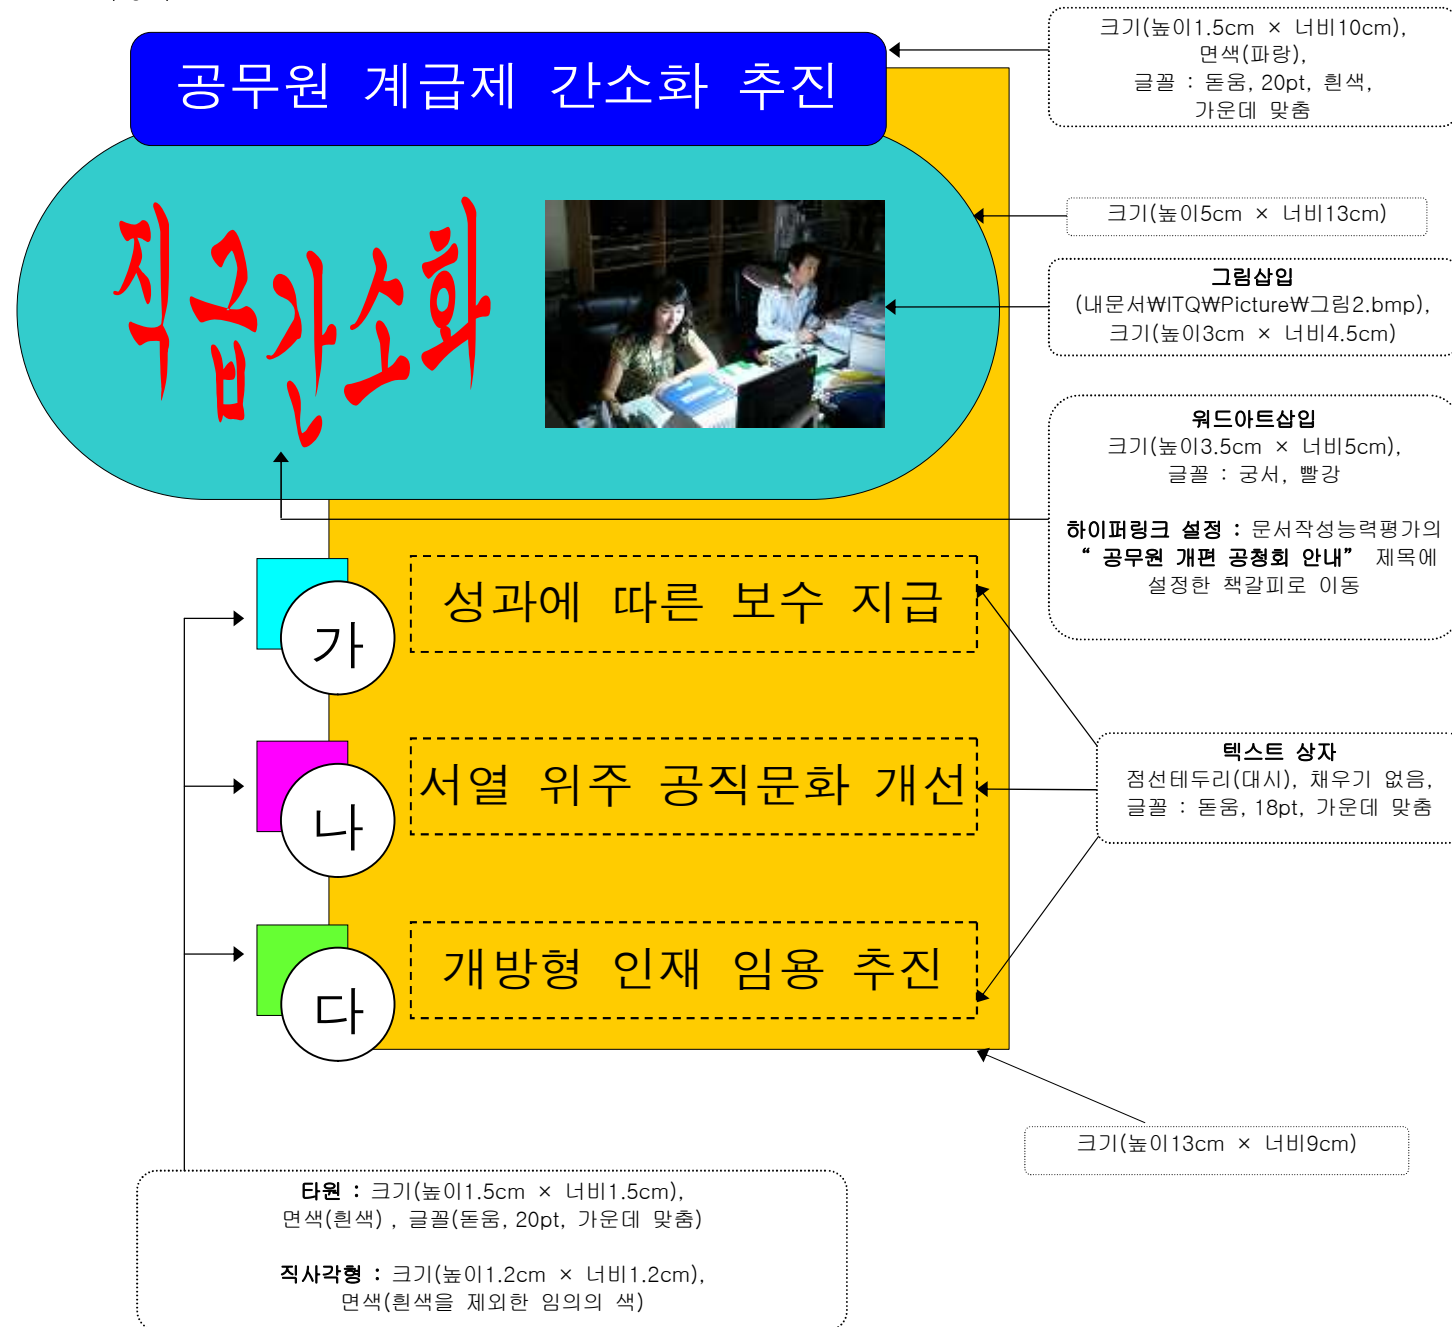 공무원 계급제 간소화 추진
크기(높이1.5cm × 너비10cm),
면색(파랑),
글꼴 : 돋움, 20pt, 흰색,
가운데 맞춤
직급간소화
크기(높이5cm × 너비13cm)
그림삽입
(내문서₩ITQ₩Picture₩그림2.bmp),
크기(높이3cm × 너비4.5cm)
워드아트삽입
크기(높이3.5cm × 너비5cm),
글꼴 : 궁서, 빨강
하이퍼링크 설정 : 문서작성능력평가의
“ 공무원 개편 공청회 안내” 제목에
설정한 책갈피로 이동
가
성과에 따른 보수 지급
나
서열 위주 공직문화 개선
텍스트 상자
점선테두리(대시), 채우기 없음,
글꼴 : 돋움, 18pt, 가운데 맞춤
다
개방형 인재 임용 추진
크기(높이13cm × 너비9cm)
타원 : 크기(높이1.5cm × 너비1.5cm),
면색(흰색) , 글꼴(돋움, 20pt, 가운데 맞춤)
직사각형 : 크기(높이1.2cm × 너비1.2cm),
면색(흰색을 제외한 임의의 색)